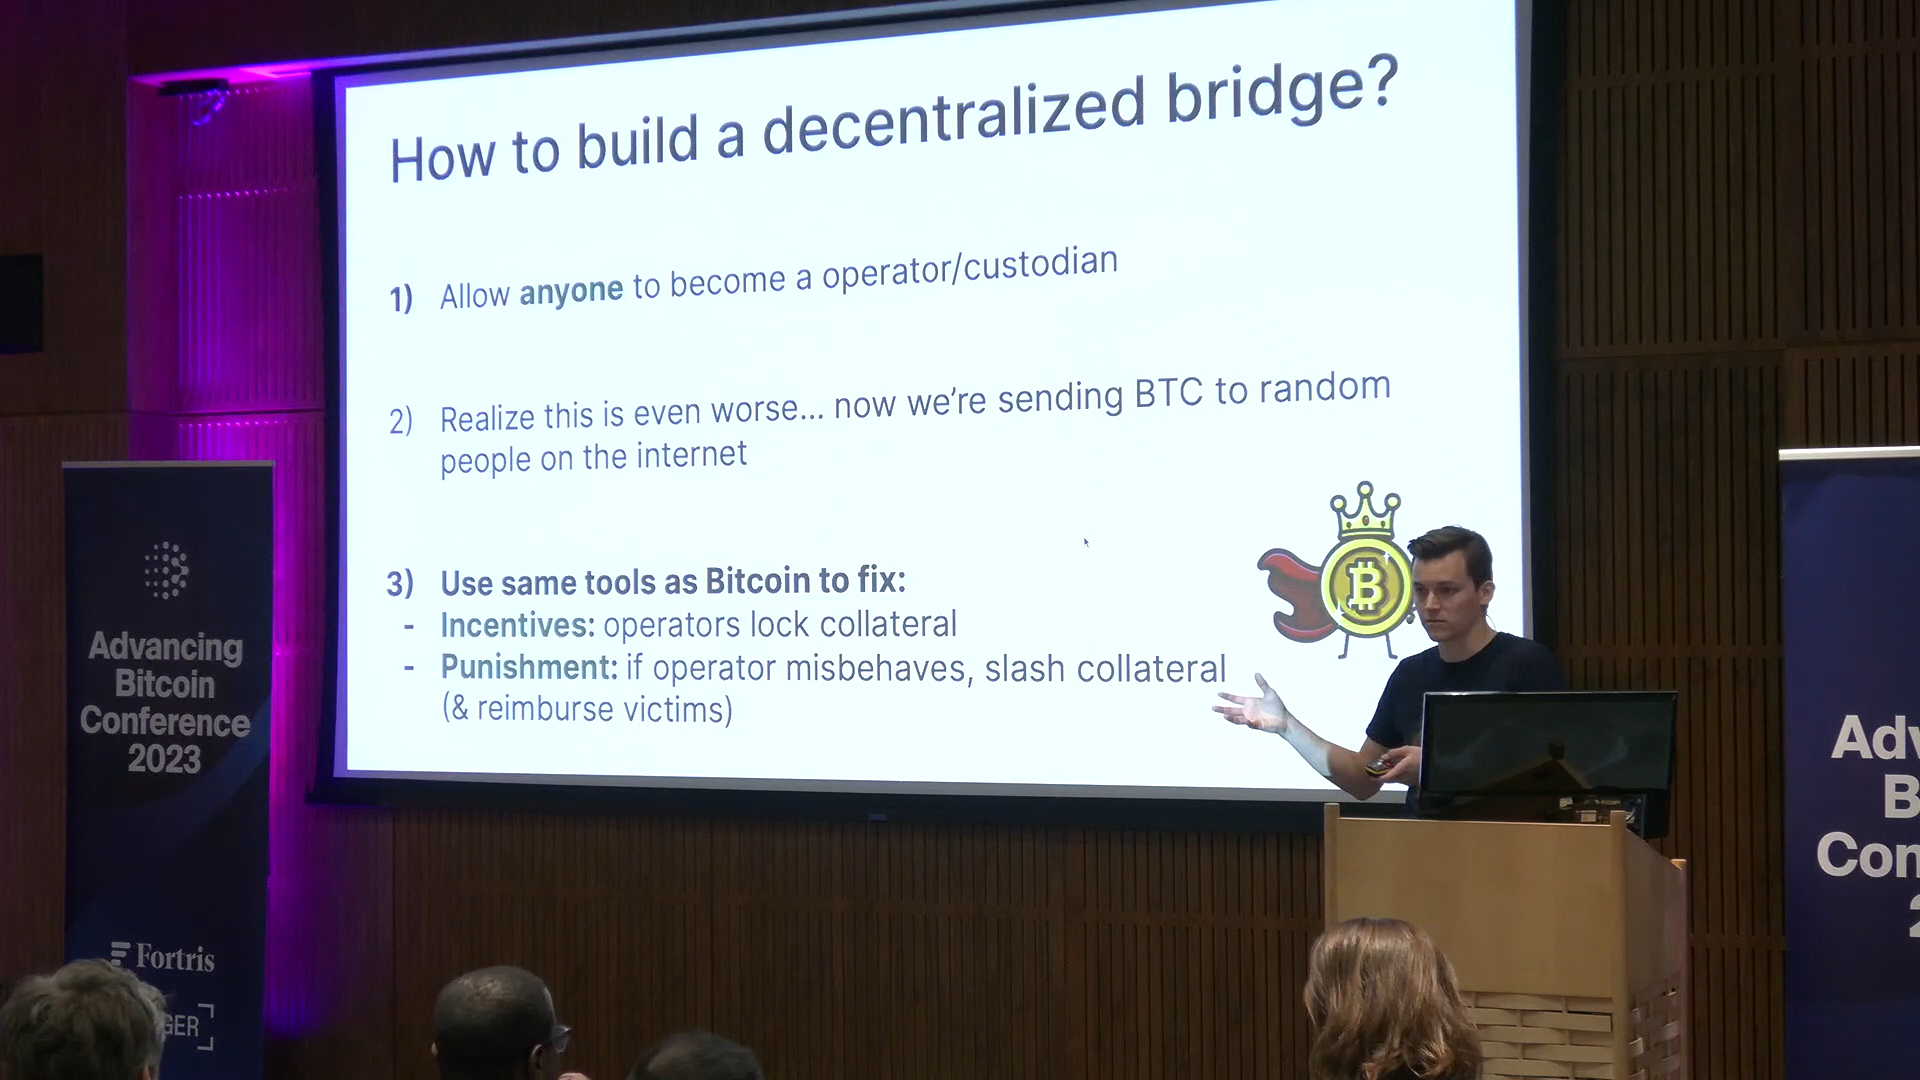 How to build a decentralized bridge?
1) Allow anyone to become a operator/custodian
2) Realize this is even worse... now we're sending BTC to random
people on the internet
3) Use same tools as Bitcoin to fix:
- Incentives: operators lock collateral
- Punishment: if operator misbehaves, slash collateral
(& reimburse victims)
Advancing
Bitcoin
Conference
2023
Fortris